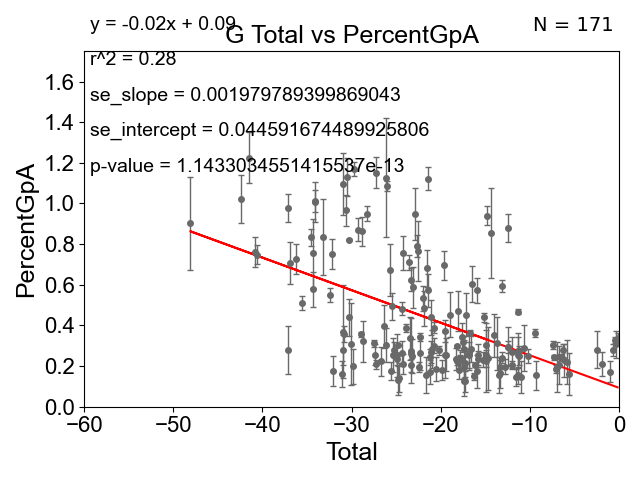 y = -0.02x + 0.09
G Total vs PercentGpA
N = 171
r^2 = 0.28
se_slope = 0.001979789399869043
se_intercept = 0.044591674489925806
p-value = 1.1433034551415537e-13
PercentGpA
1.6
1.4
1.2
1.0
0.8
0.6
0.4
0.2
0.0
−60
−50
−40
−30
−20
−10
0
Total